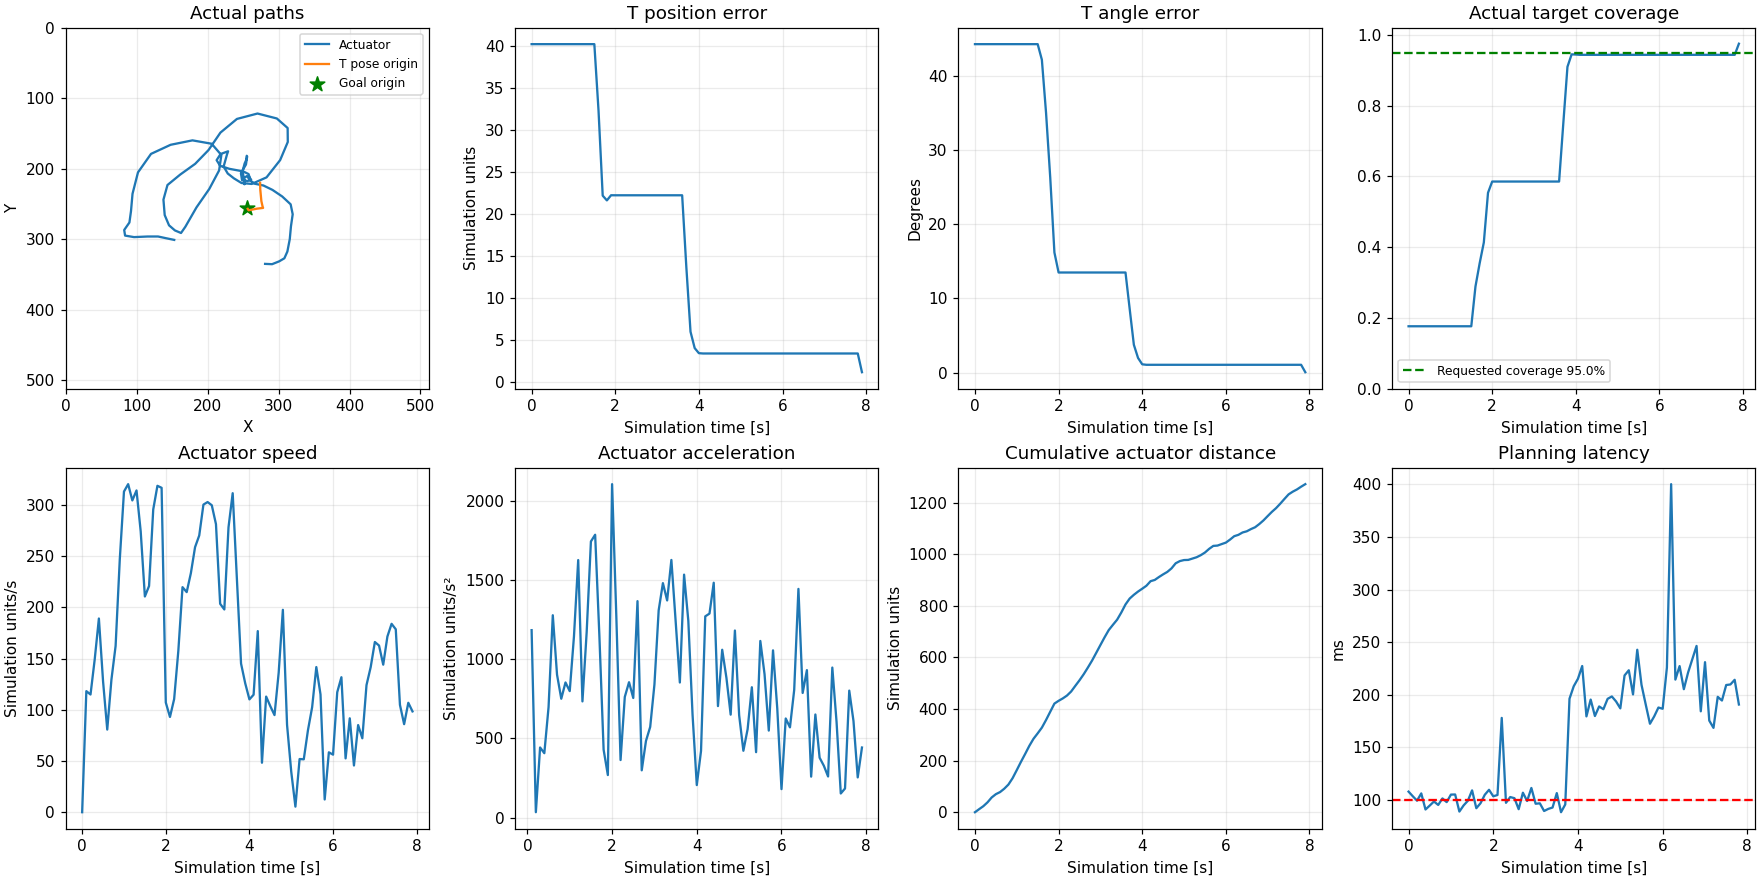 Actual paths
Y
0
100
200
300
400
500
Actuator
T pose origin
Goal origin
0 100 200 300 400 500
X
T position error
Simulation units
40
35
30
25
20
15
10
5
0
0 2 4 6 8
Simulation time [s]
T angle error
Degrees
40
30
20
10
0
0 2 4 6 8
Simulation time [s]
Actual target coverage
1.0
0.8
0.6
0.4
0.2
0.0
Requested coverage 95.0%
0 2 4 6 8
Simulation time [s]
Actuator speed
Simulation units/s
300
250
200
150
100
50
0
0 2 4 6 8
Simulation time [s]
Actuator acceleration
Simulation units/s²
2000
1500
1000
500
0
0 2 4 6 8
Simulation time [s]
Cumulative actuator distance
Simulation units
1200
1000
800
600
400
200
0
0 2 4 6 8
Simulation time [s]
Planning latency
ms
400
350
300
250
200
150
100
0 2 4 6 8
Simulation time [s]